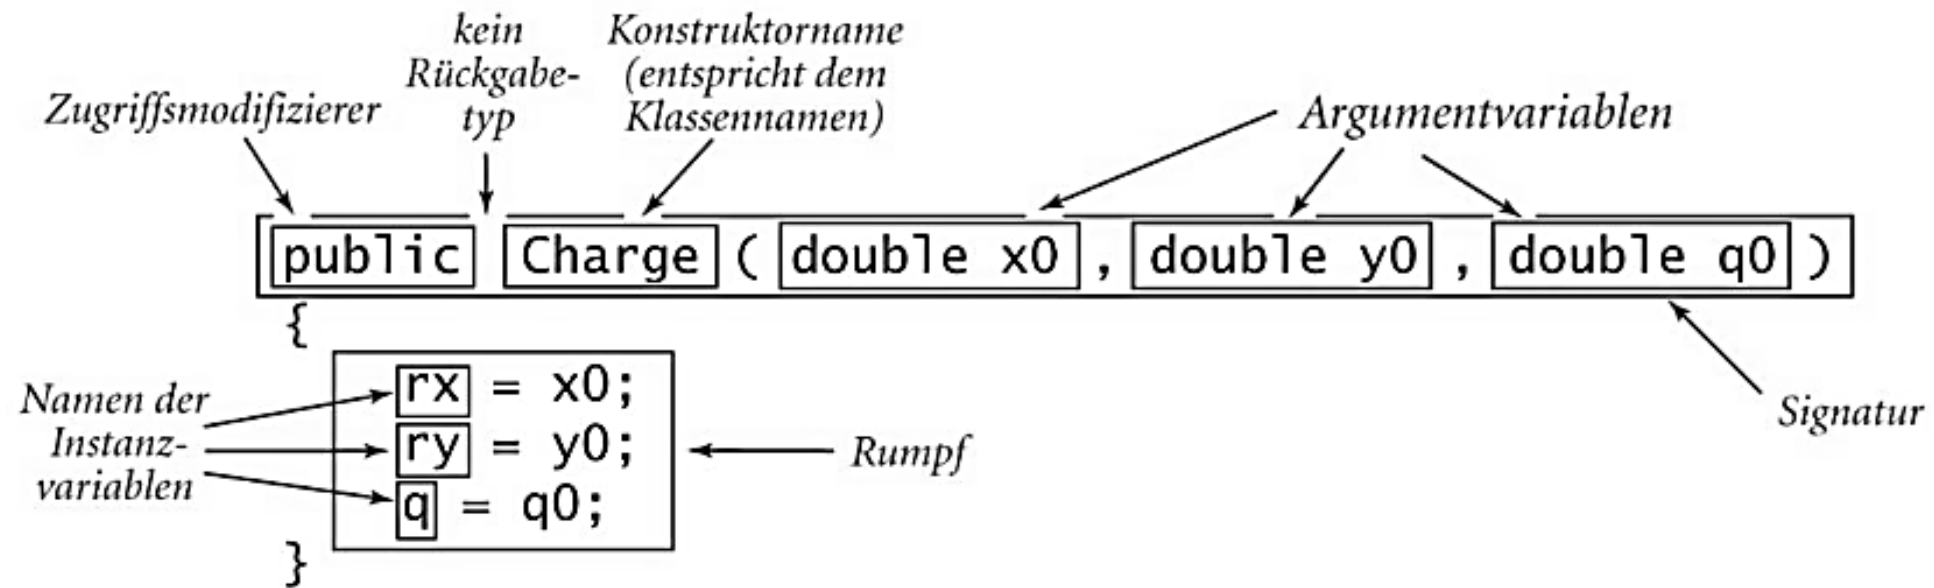 kein
Rückgabe-
typ
Konstruktorname
(entspricht dem
Klassennamen)
Zugriffsmodifizierer
Argumentvariablen
public Charge ( double x0 , double y0 , double q0 )
{
rx = x0;
ry = y0;
q = q0;
}
Namen der
Instanz-
variablen
Rumpf
Signatur